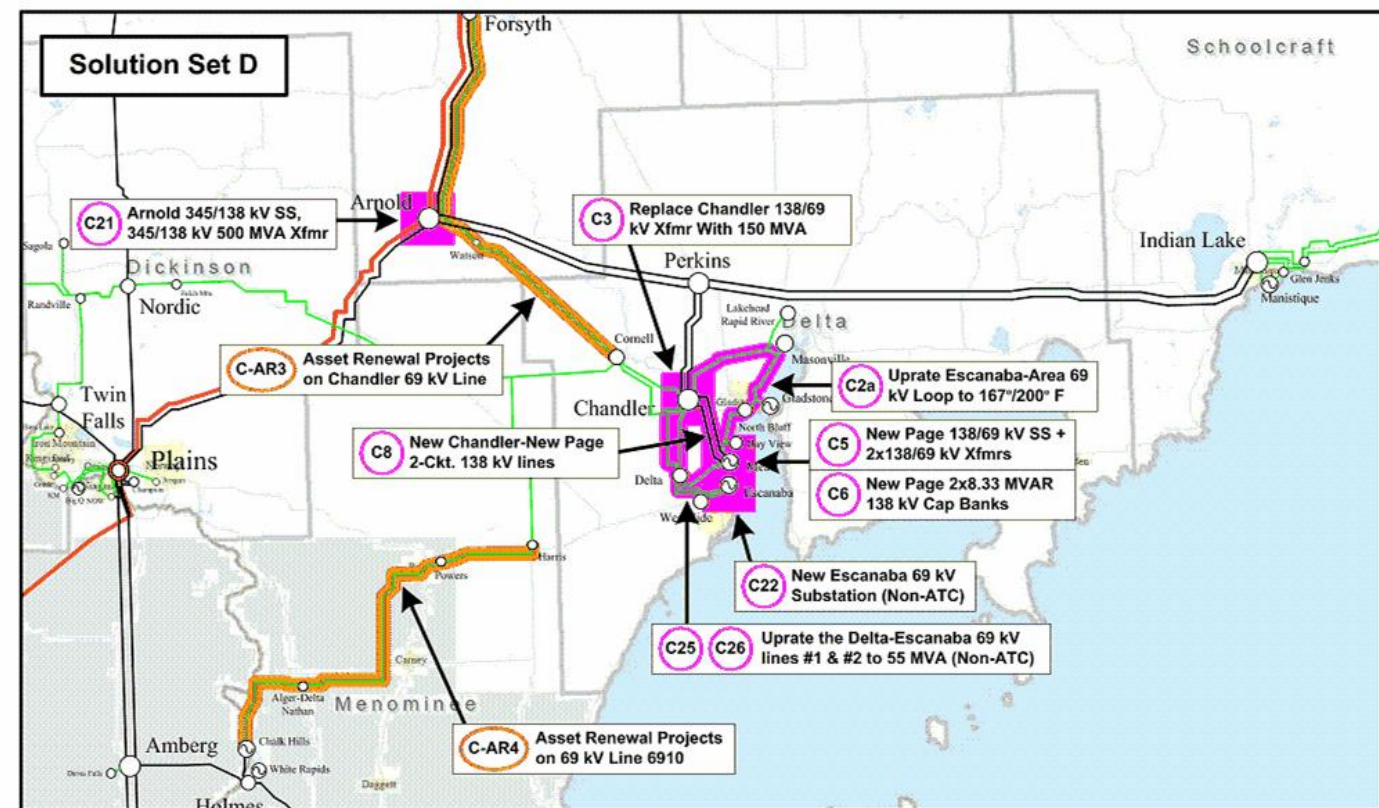 Forsyth
Solution Set D
Schoolcraft
Arnold
C21 Arnold 345/138 kV SS,
345/138 kV 500 MVA Xfmr
C3 Replace Chandler 138/69
kV Xfmr With 150 MVA
Indian Lake
Sagola
Watson
Perkins
Dickinson
Glen Jenks
Randville
Nordic
Manistique
Lakehead
Rapid River
Delta
Cornell
Masonville
C-AR3 Asset Renewal Projects
on Chandler 69 kV Line
C2a Uprate Escanaba-Area 69
kV Loop to 167°/200° F
Twin
Falls
Chandler
Gladstone
North Bluff
Bay View
C8 New Chandler-New Page
2-Ckt. 138 kV lines
C5 New Page 138/69 kV SS +
2x138/69 kV Xfmrs
Plains
Delta
Escanaba
C6 New Page 2x8.33 MVAR
138 kV Cap Banks
Harris
Powers
C22 New Escanaba 69 kV
Substation (Non-ATC)
C25 C26 Uprate the Delta-Escanaba 69 kV
lines #1 & #2 to 55 MVA (Non-ATC)
Carney
Alger-Delta
Nathan
Menominee
C-AR4 Asset Renewal Projects
on 69 kV Line 6910
Amberg
Chalk Hills
White Rapids
Daggett
Holmes